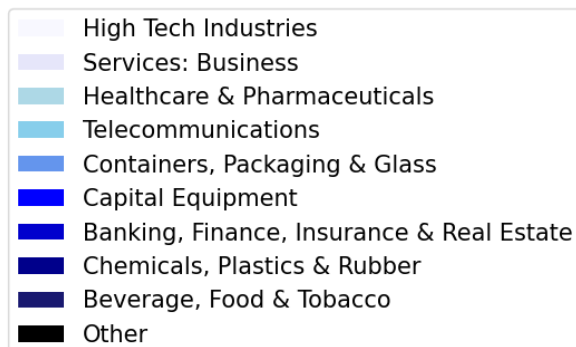 High Tech Industries
Services: Business
Healthcare & Pharmaceuticals
Telecommunications
Containers, Packaging & Glass
Capital Equipment
Banking, Finance, Insurance & Real Estate
Chemicals, Plastics & Rubber
Beverage, Food & Tobacco
Other